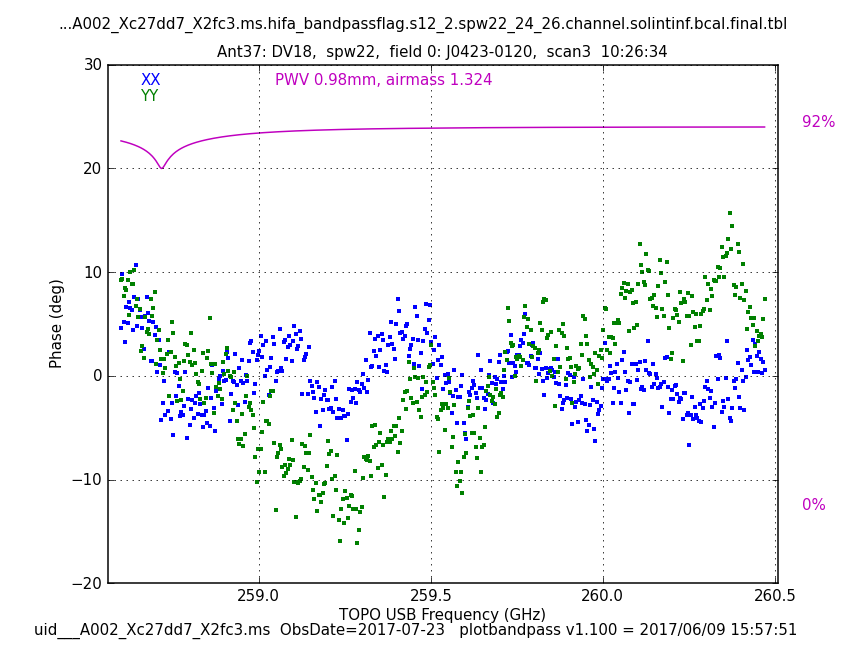 ...A002_Xc27dd7_X2fc3.ms.hifa_bandpassflag.s12_2.spw22_24_26.channel.solintinf.bcal.final.tbl
Ant37: DV18, spw22, field 0: J0423-0120, scan3 10:26:34
30
XX
PWV 0.98mm, airmass 1.324
YY
92%
20
10
Phase (deg)
0
−10
0%
−20
259.0 259.5 260.0 260.5
TOPO USB Frequency (GHz)
uid___A002_Xc27dd7_X2fc3.ms ObsDate=2017-07-23 plotbandpass v1.100 = 2017/06/09 15:57:51